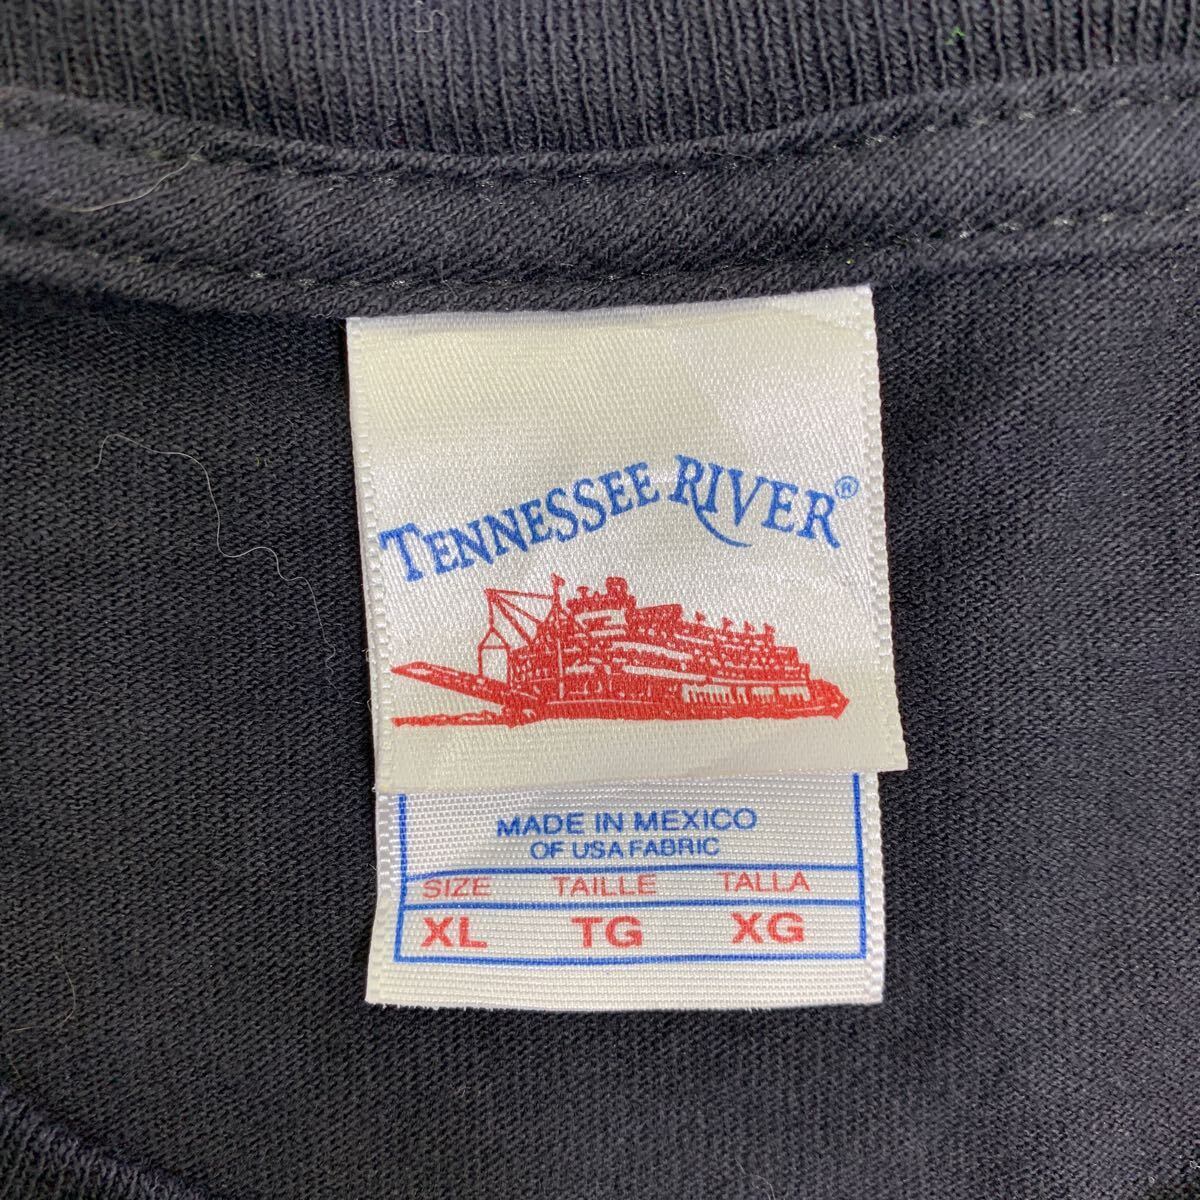 TENNESSEE RIVER®
MADE IN MEXICO
OF USA FABRIC
SIZE TAILLE TALLA
XL TG XG